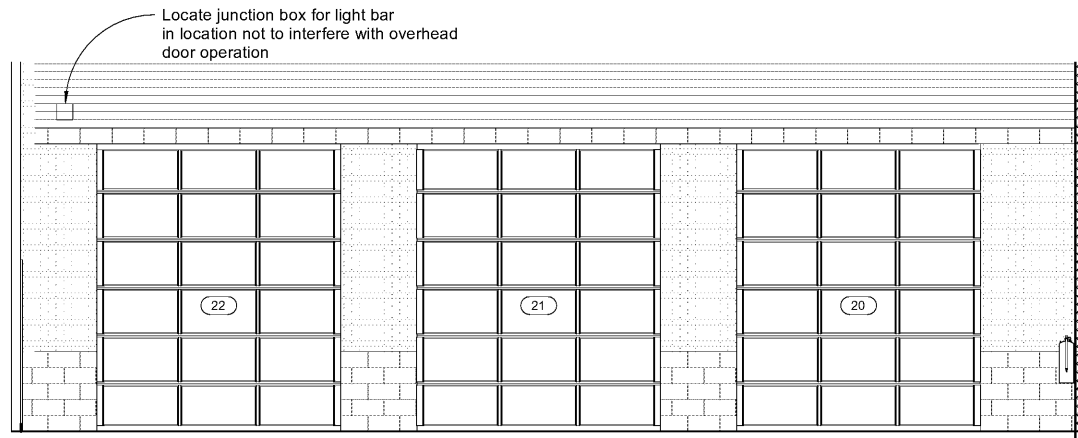 Locate junction box for light bar
in location not to interfere with overhead
door operation
22
21
20